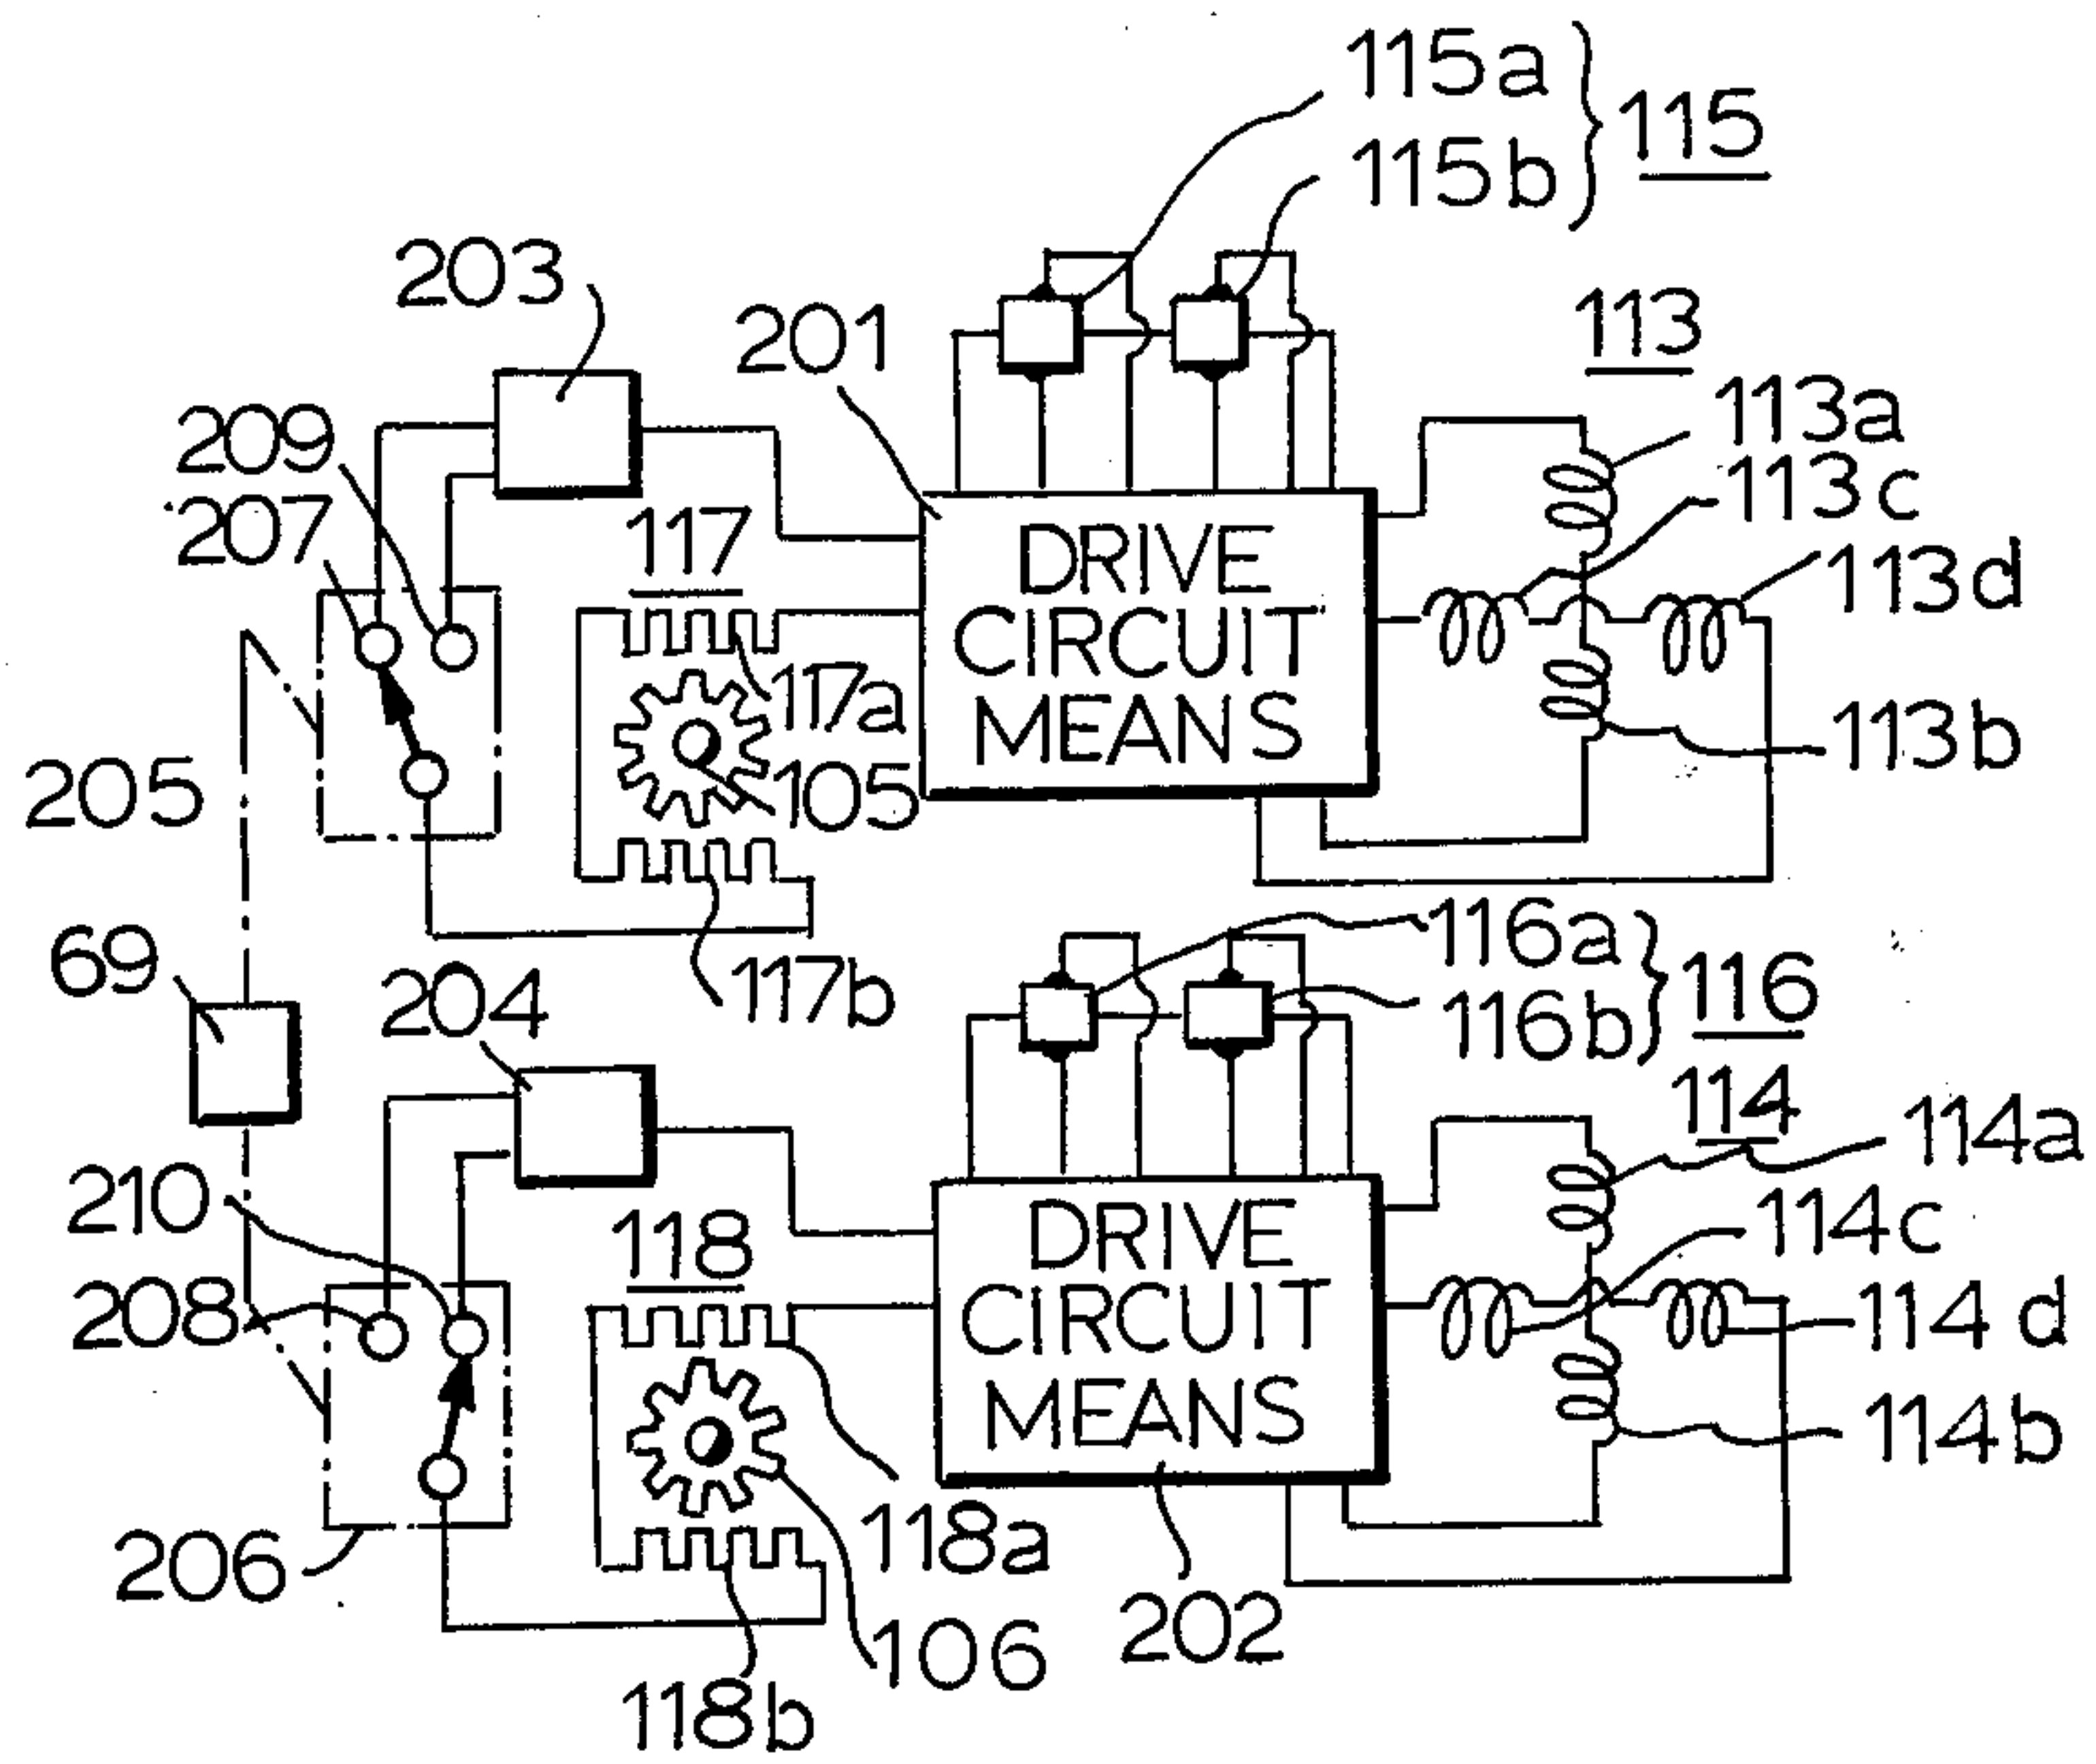 115a
115b
115
203
201
113
209
113a
113c
207
117
DRIVE
CIRCUIT
MEANS
113d
117a
113b
205
105
69
116a
204
117b
116b
116
114
114a
210
114c
118
DRIVE
CIRCUIT
MEANS
208
114d
114b
118a
206
202
106
118b